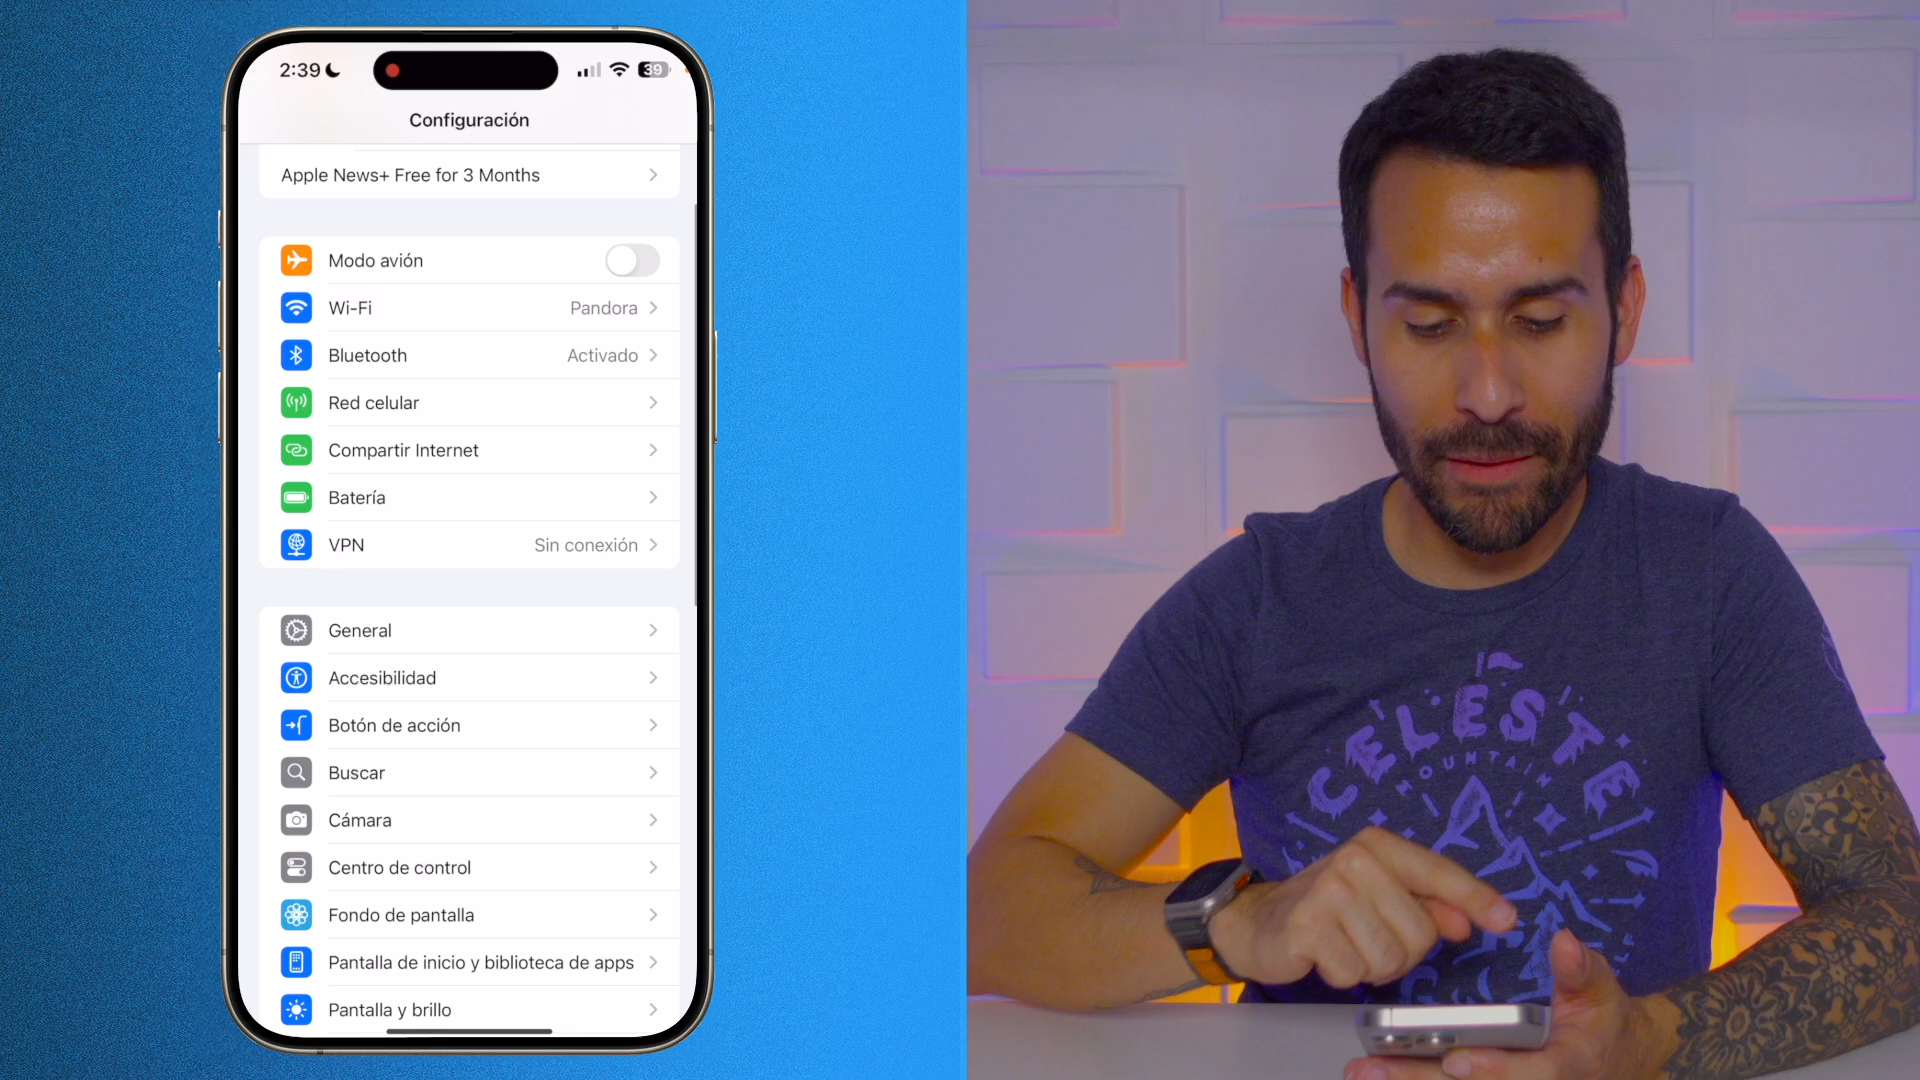 2:39
39
Configuración
Apple News+ Free for 3 Months
Modo avión
Wi-Fi Pandora
Bluetooth Activado
Red celular
Compartir Internet
Batería
VPN Sin conexión
General
Accesibilidad
Botón de acción
Buscar
Cámara
Centro de control
Fondo de pantalla
Pantalla de inicio y biblioteca de apps
Pantalla y brillo
CELESTE
MOUNTAIN